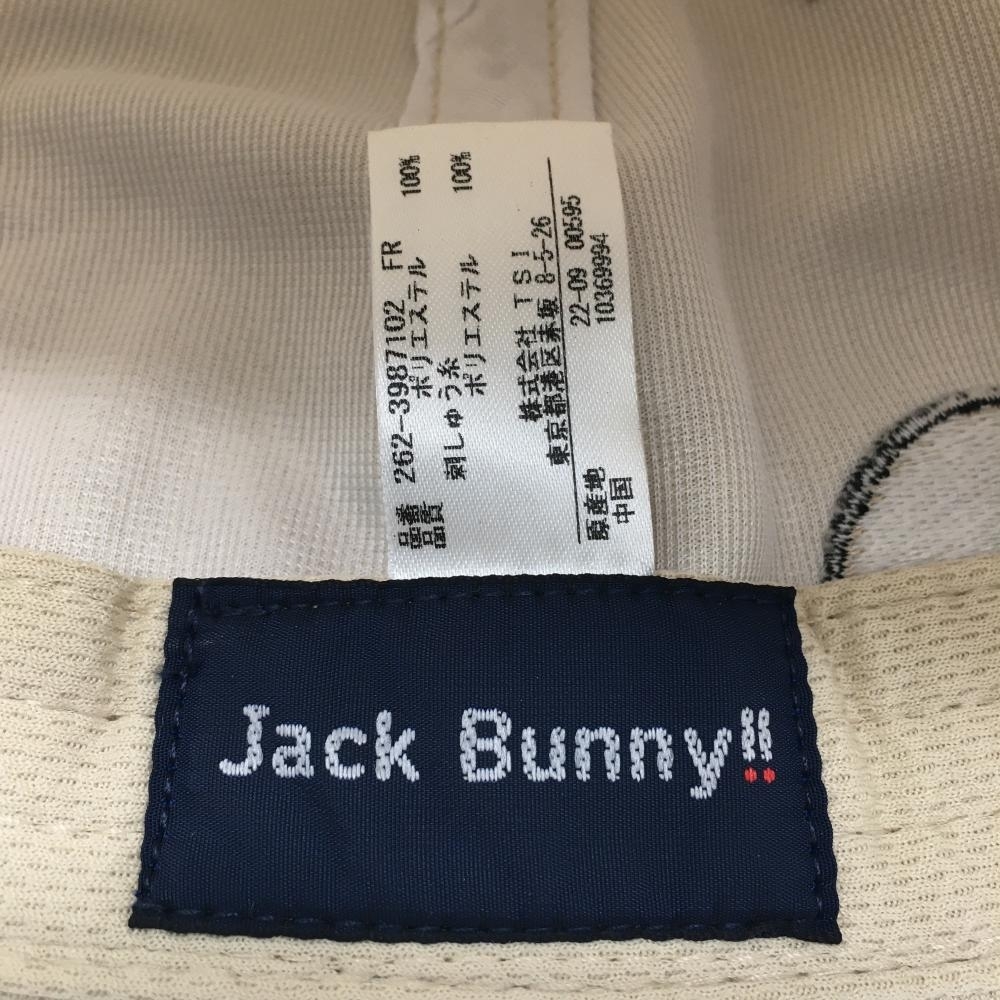 品番 262-3987102 FR
品質 ポリエステル 100%
刺しゅう糸
ポリエステル 100%
株式会社 TSI
東京都港区赤坂 8-5-26
原産地 22-09 00595
中国 10369994
Jack Bunny!!